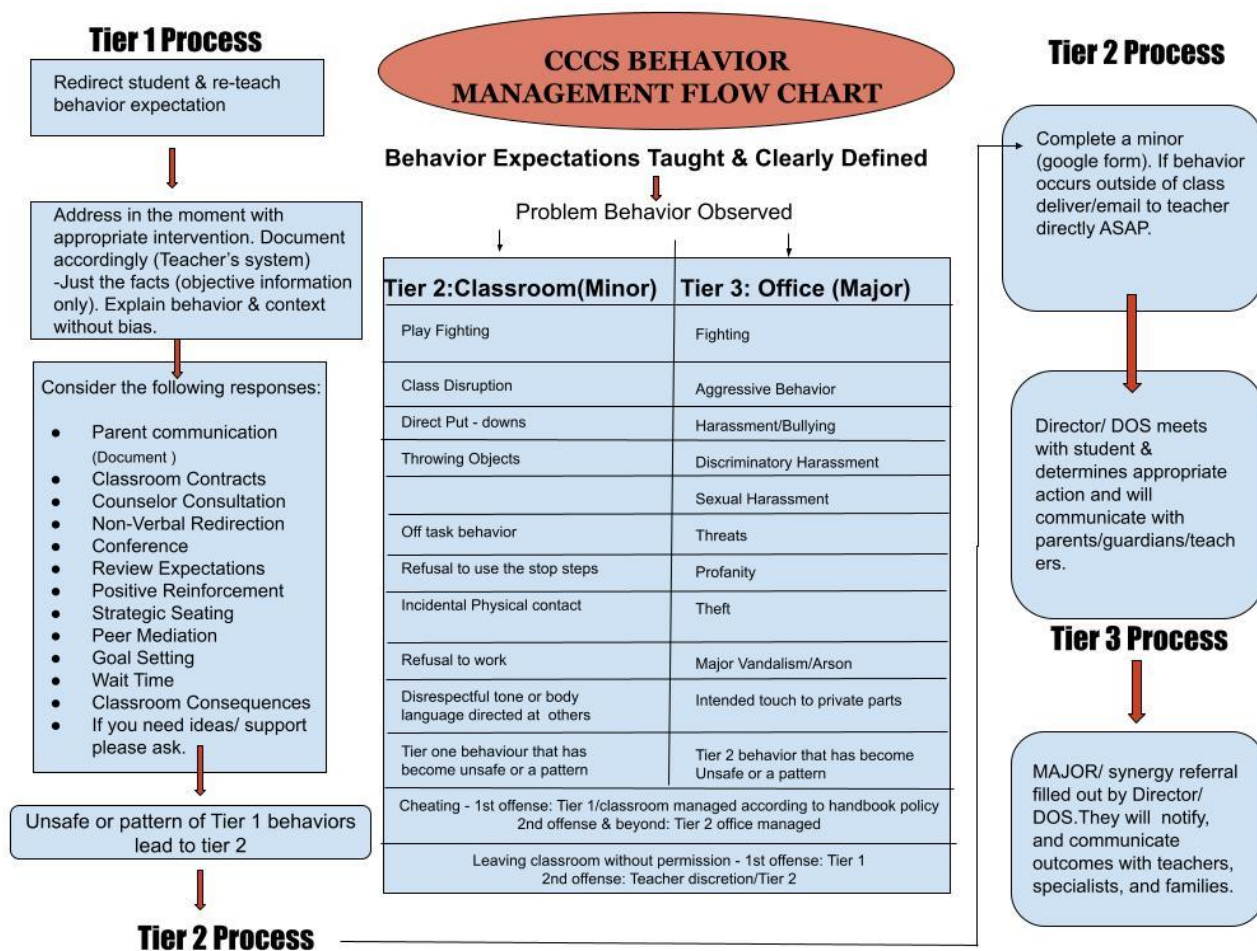 Tier 1 Process
Redirect student & re-teach
behavior expectation
Address in the moment with
appropriate intervention. Document
accordingly (Teacher's system)
-Just the facts (objective information
only). Explain behavior & context
without bias.
Consider the following responses:
● Parent communication
(Document )
● Classroom Contracts
● Counselor Consultation
● Non-Verbal Redirection
● Conference
● Review Expectations
● Positive Reinforcement
● Strategic Seating
● Peer Mediation
● Goal Setting
● Wait Time
● Classroom Consequences
● If you need ideas/ support
please ask.
Unsafe or pattern of Tier 1 behaviors
lead to tier 2
Tier 2 Process
CCCS BEHAVIOR
MANAGEMENT FLOW CHART
Behavior Expectations Taught & Clearly Defined
Problem Behavior Observed
Tier 2:Classroom(Minor) Tier 3: Office (Major)
Play Fighting Fighting
Class Disruption Aggressive Behavior
Direct Put - downs Harassment/Bullying
Throwing Objects Discriminatory Harassment
Sexual Harassment
Off task behavior Threats
Refusal to use the stop steps Profanity
Incidental Physical contact Theft
Refusal to work Major Vandalism/Arson
Disrespectful tone or body Intended touch to private parts
language directed at others
Tier one behaviour that has Tier 2 behavior that has become
become unsafe or a pattern Unsafe or a pattern
Cheating - 1st offense: Tier 1/classroom managed according to handbook policy
2nd offense & beyond: Tier 2 office managed
Leaving classroom without permission - 1st offense: Tier 1
2nd offense: Teacher discretion/Tier 2
Tier 2 Process
Complete a minor
(google form). If behavior
occurs outside of class
deliver/email to teacher
directly ASAP.
Director/ DOS meets
with student &
determines appropriate
action and will
communicate with
parents/guardians/teach
ers.
Tier 3 Process
MAJOR/ synergy referral
filled out by Director/
DOS.They will notify,
and communicate
outcomes with teachers,
specialists, and families.